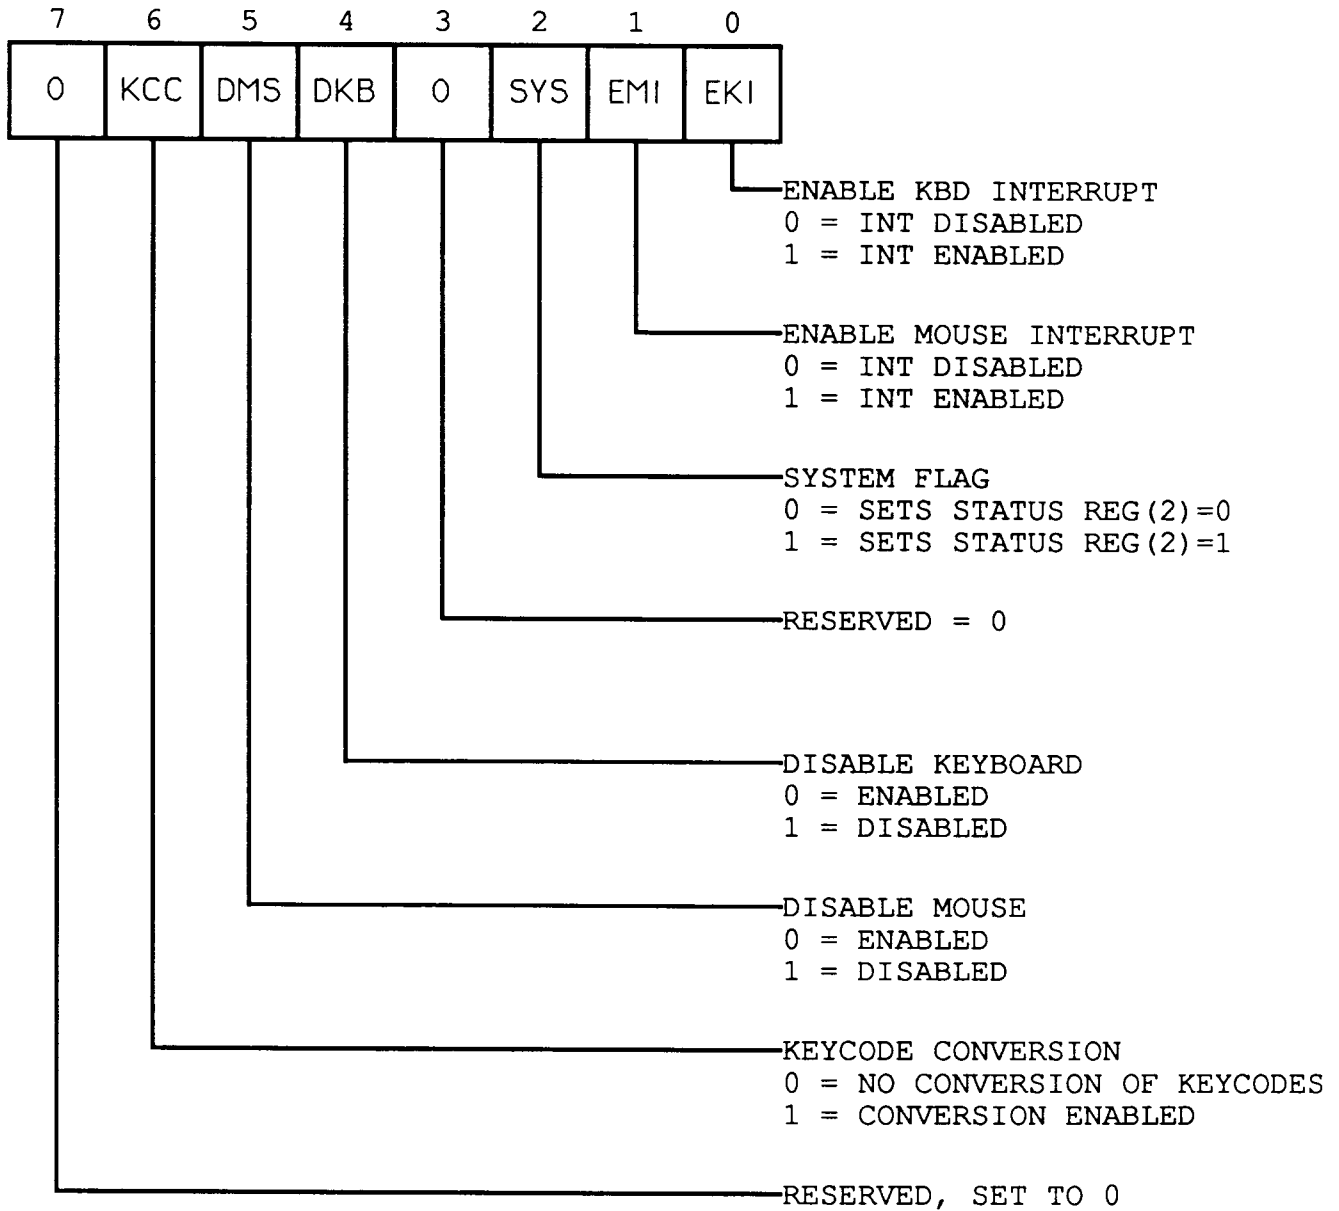 7 6 5 4 3 2 1 0
0 KCC DMS DKB 0 SYS EMI EKI
ENABLE KBD INTERRUPT
0 = INT DISABLED
1 = INT ENABLED
ENABLE MOUSE INTERRUPT
0 = INT DISABLED
1 = INT ENABLED
SYSTEM FLAG
0 = SETS STATUS REG(2)=0
1 = SETS STATUS REG(2)=1
RESERVED = 0
DISABLE KEYBOARD
0 = ENABLED
1 = DISABLED
DISABLE MOUSE
0 = ENABLED
1 = DISABLED
KEYCODE CONVERSION
0 = NO CONVERSION OF KEYCODES
1 = CONVERSION ENABLED
RESERVED, SET TO 0